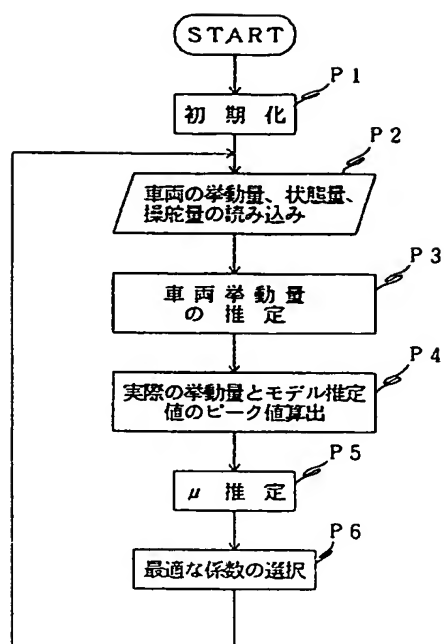 START
P1
初期化
P2
車両の挙動量、状態量、
操舵量の読み込み
P3
車両挙動量
の推定
P4
実際の挙動量とモデル推定
値のピーク値算出
P5
μ推定
P6
最適な係数の選択